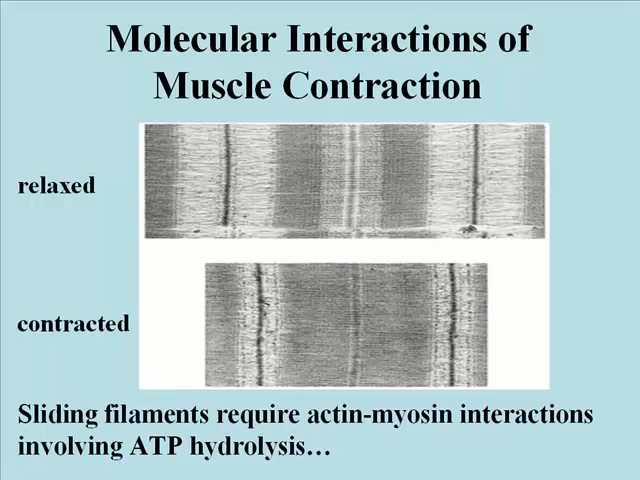 Molecular Interactions of
Muscle Contraction
relaxed
contracted
Sliding filaments require actin-myosin interactions
involving ATP hydrolysis…